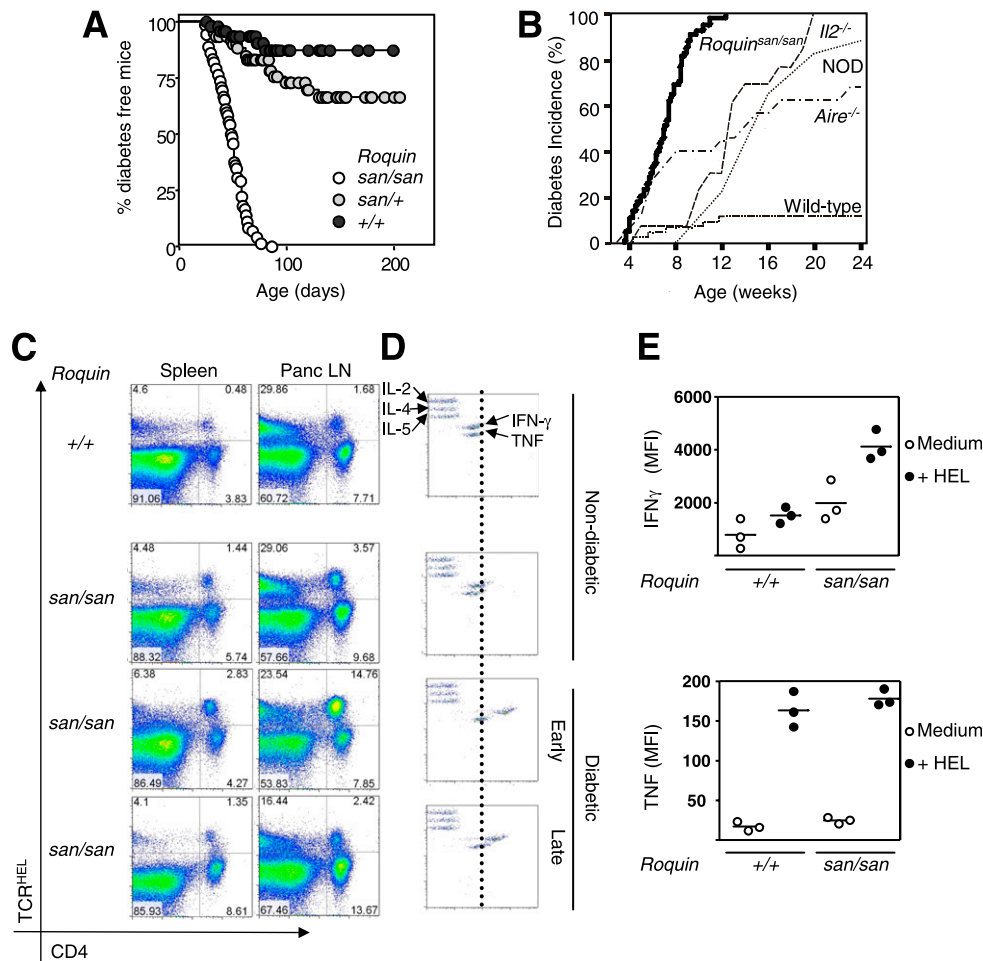 A
% diabetes free mice
100
75
50
25
0
0
100
200
Age (days)
Roquin
san/san
san/+
+/+
B
Diabetes Incidence (%)
100
80
60
40
20
0
4
8
12
16
20
24
Age (weeks)
Roquin san/san
Il2-/-
NOD
Aire-/-
Wild-type
C
Roquin
Spleen
Panc LN
+/+
4.6
0.48
91.06
3.83
29.86
1.68
60.72
7.71
san/san
4.48
1.44
88.32
5.74
29.06
3.57
57.66
9.68
san/san
6.38
2.83
86.49
4.27
23.54
14.76
53.83
7.85
san/san
4.1
1.35
85.93
8.61
16.44
2.42
67.46
13.67
TCR HEL
CD4
D
IL-2
IL-4
IL-5
IFN-γ
TNF
Non-diabetic
Early
Late
Diabetic
E
IFNγ (MFI)
6000
4000
2000
Medium
+ HEL
Roquin
+/+
san/san
TNF (MFI)
200
150
100
50
Medium
+ HEL
Roquin
+/+
san/san